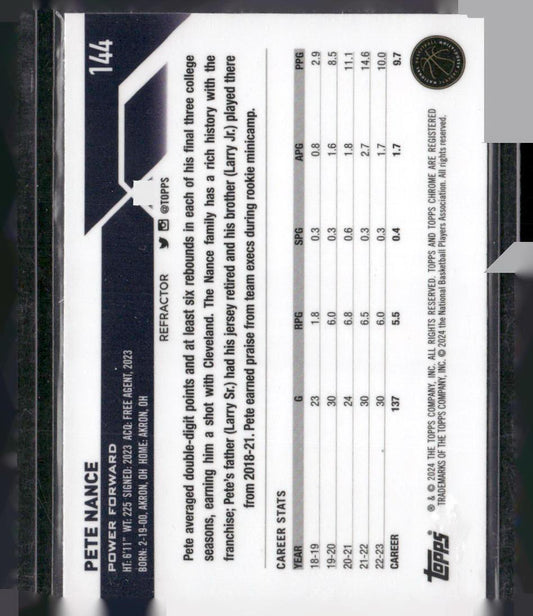 144
PETE NANCE
POWER FORWARD
HT: 6'11" WT: 225 SIGNED: 2023 ACQ: FREE AGENT, 2023
BORN: 2-19-00, AKRON, OH HOME: AKRON, OH
REFRACTOR @TOPPS
Pete averaged double-digit points and at least six rebounds in each of his final three college
seasons, earning him a shot with Cleveland. The Nance family has a rich history with the
franchise; Pete's father (Larry Sr.) had his jersey retired and his brother (Larry Jr.) played there
from 2018-21. Pete earned praise from team execs during rookie minicamp.
CAREER STATS
YEAR G RPG SPG APG PPG
18-19 23 1.8 0.3 0.8 2.9
19-20 30 6.0 0.3 1.6 8.5
20-21 24 6.8 0.6 1.8 11.1
21-22 30 6.5 0.3 2.7 14.6
22-23 30 6.0 0.3 1.7 10.0
CAREER 137 5.5 0.4 1.7 9.7
topps
® & © 2024 THE TOPPS COMPANY, INC. ALL RIGHTS RESERVED. TOPPS AND TOPPS CHROME ARE REGISTERED
TRADEMARKS OF THE TOPPS COMPANY, INC. © 2024 the National Basketball Players Association. All rights reserved.